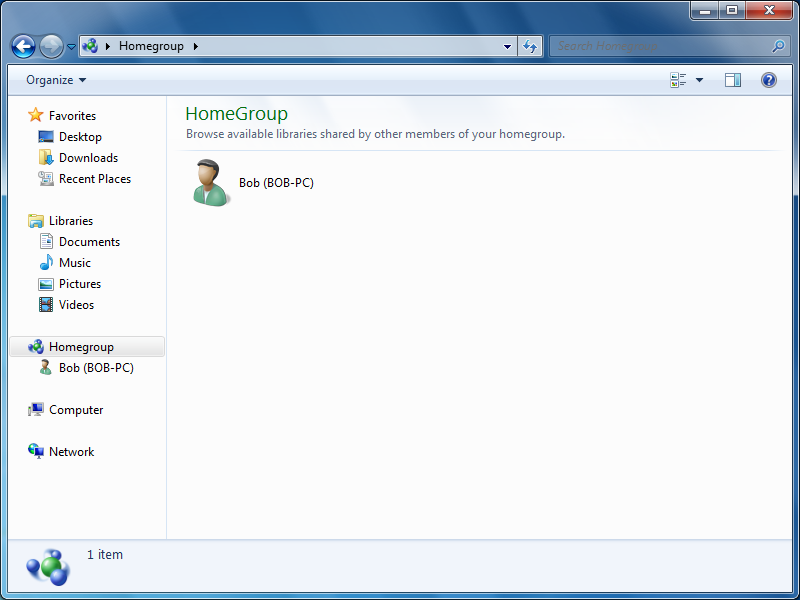 Homegroup
Search Homegroup
Organize
Favorites
Desktop
Downloads
Recent Places
Libraries
Documents
Music
Pictures
Videos
Homegroup
Bob (BOB-PC)
Computer
Network
HomeGroup
Browse available libraries shared by other members of your homegroup.
Bob (BOB-PC)
1 item